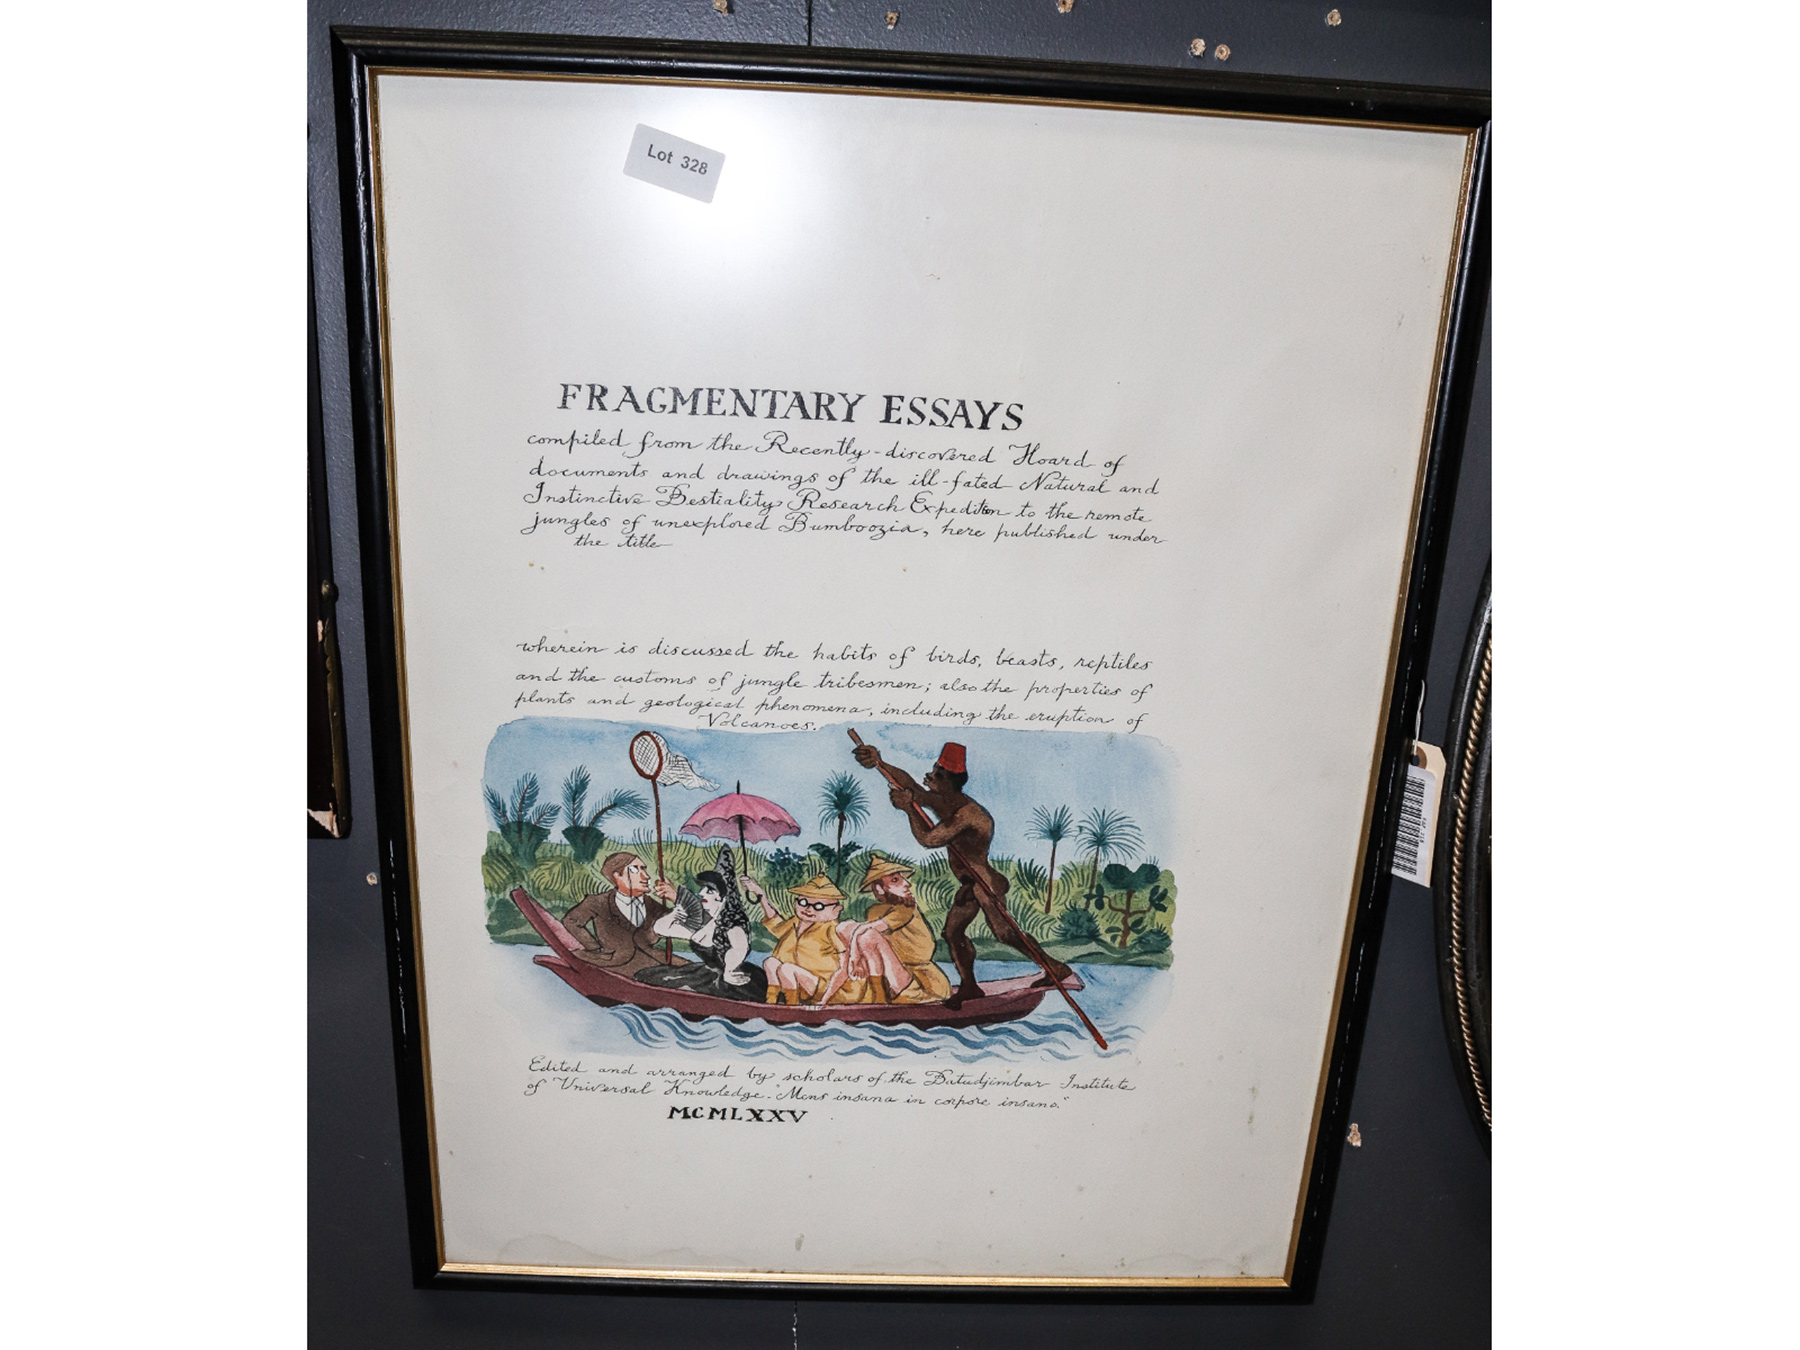 Lot 328
FRAGMENTARY ESSAYS
compiled from the Recently-discovered Hoard of
documents and drawings of the ill-fated Natural and
Instinctive Bestiality Research Expedition to the remote
jungles of unexplored Bumboozia, here published under
the title
wherein is discussed the habits of birds, beasts, reptiles
and the customs of jungle tribesmen; also the properties of
plants and geological phenomena, including the eruption of
Volcanoes.
Edited and arranged by scholars of the Batudjimbar Institute
of Universal Knowledge. "Mens insana in corpore insano."
MCMLXXV